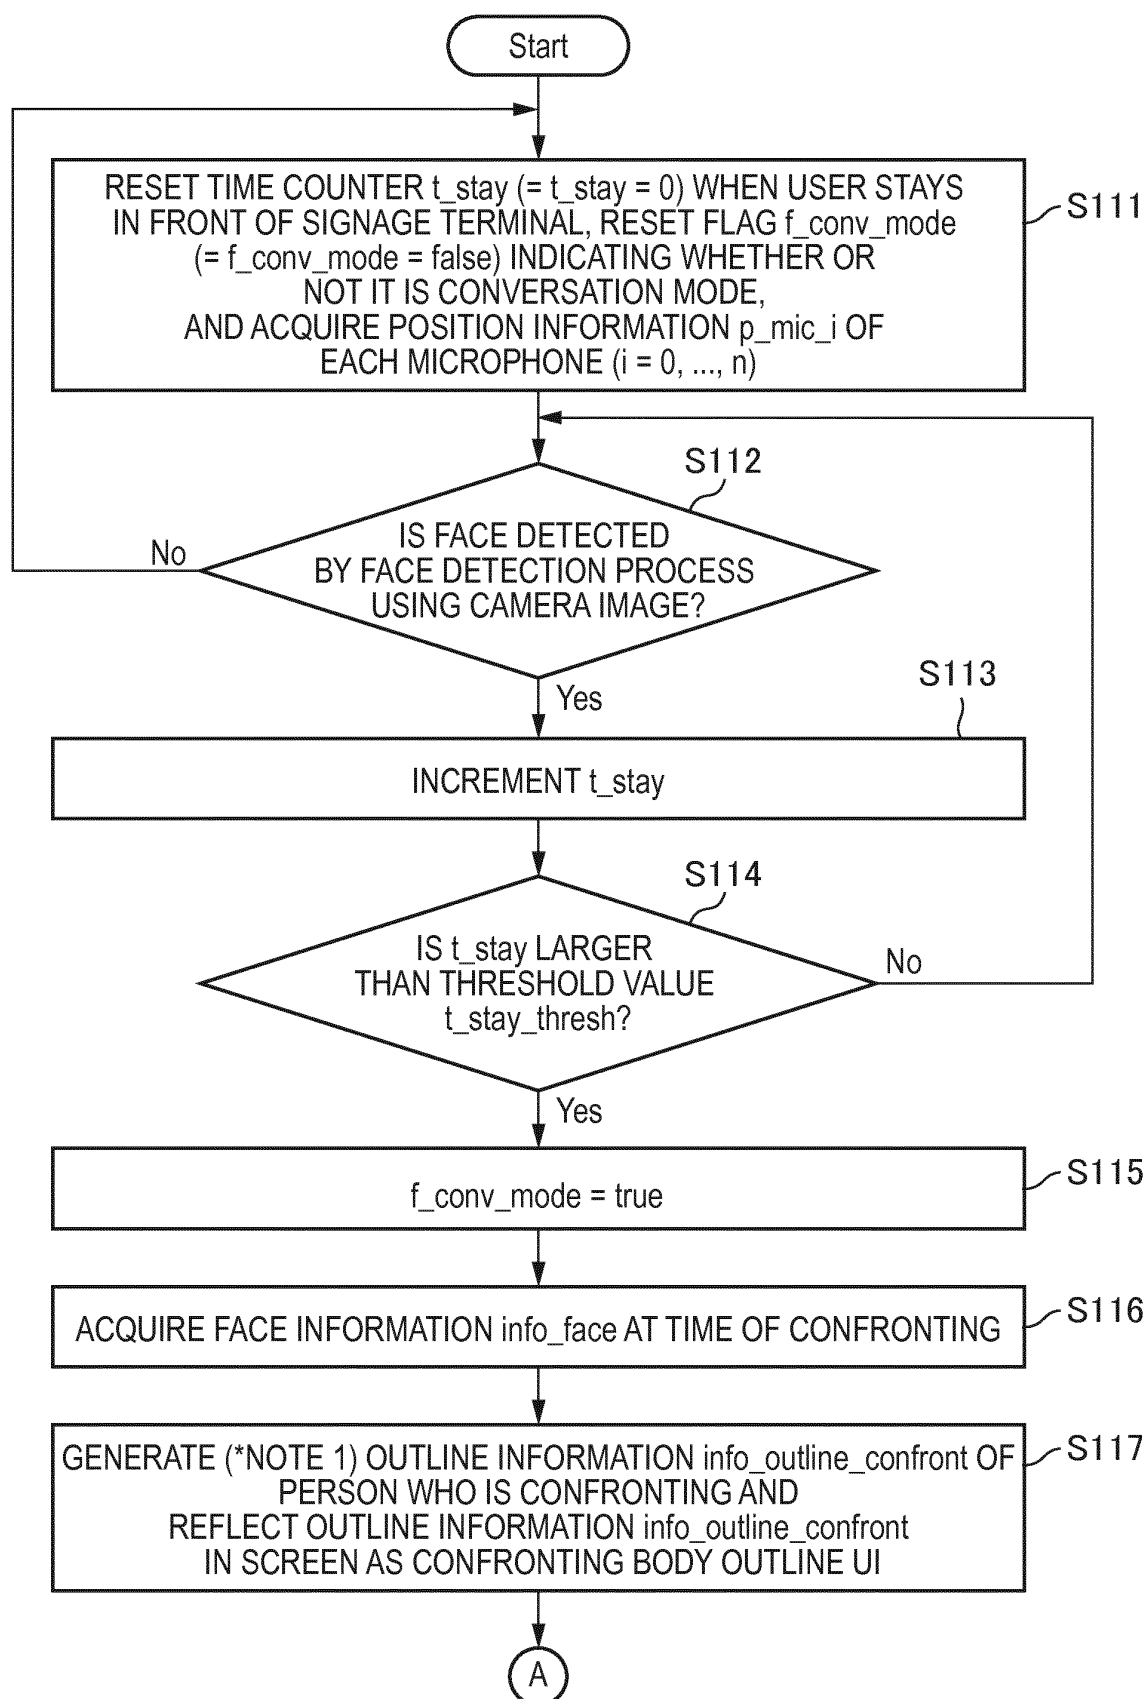 Start
RESET TIME COUNTER t_stay (= t_stay = 0) WHEN USER STAYS
IN FRONT OF SIGNAGE TERMINAL, RESET FLAG f_conv_mode
(= f_conv_mode = false) INDICATING WHETHER OR
NOT IT IS CONVERSATION MODE,
AND ACQUIRE POSITION INFORMATION p_mic_i OF
EACH MICROPHONE (i = 0, ..., n)
S111
S112
IS FACE DETECTED
BY FACE DETECTION PROCESS
USING CAMERA IMAGE?
No
Yes
S113
INCREMENT t_stay
S114
IS t_stay LARGER
THAN THRESHOLD VALUE
t_stay_thresh?
No
Yes
f_conv_mode = true
S115
ACQUIRE FACE INFORMATION info_face AT TIME OF CONFRONTING
S116
GENERATE (*NOTE 1) OUTLINE INFORMATION info_outline_confront OF
PERSON WHO IS CONFRONTING AND
REFLECT OUTLINE INFORMATION info_outline_confront
IN SCREEN AS CONFRONTING BODY OUTLINE UI
S117
A